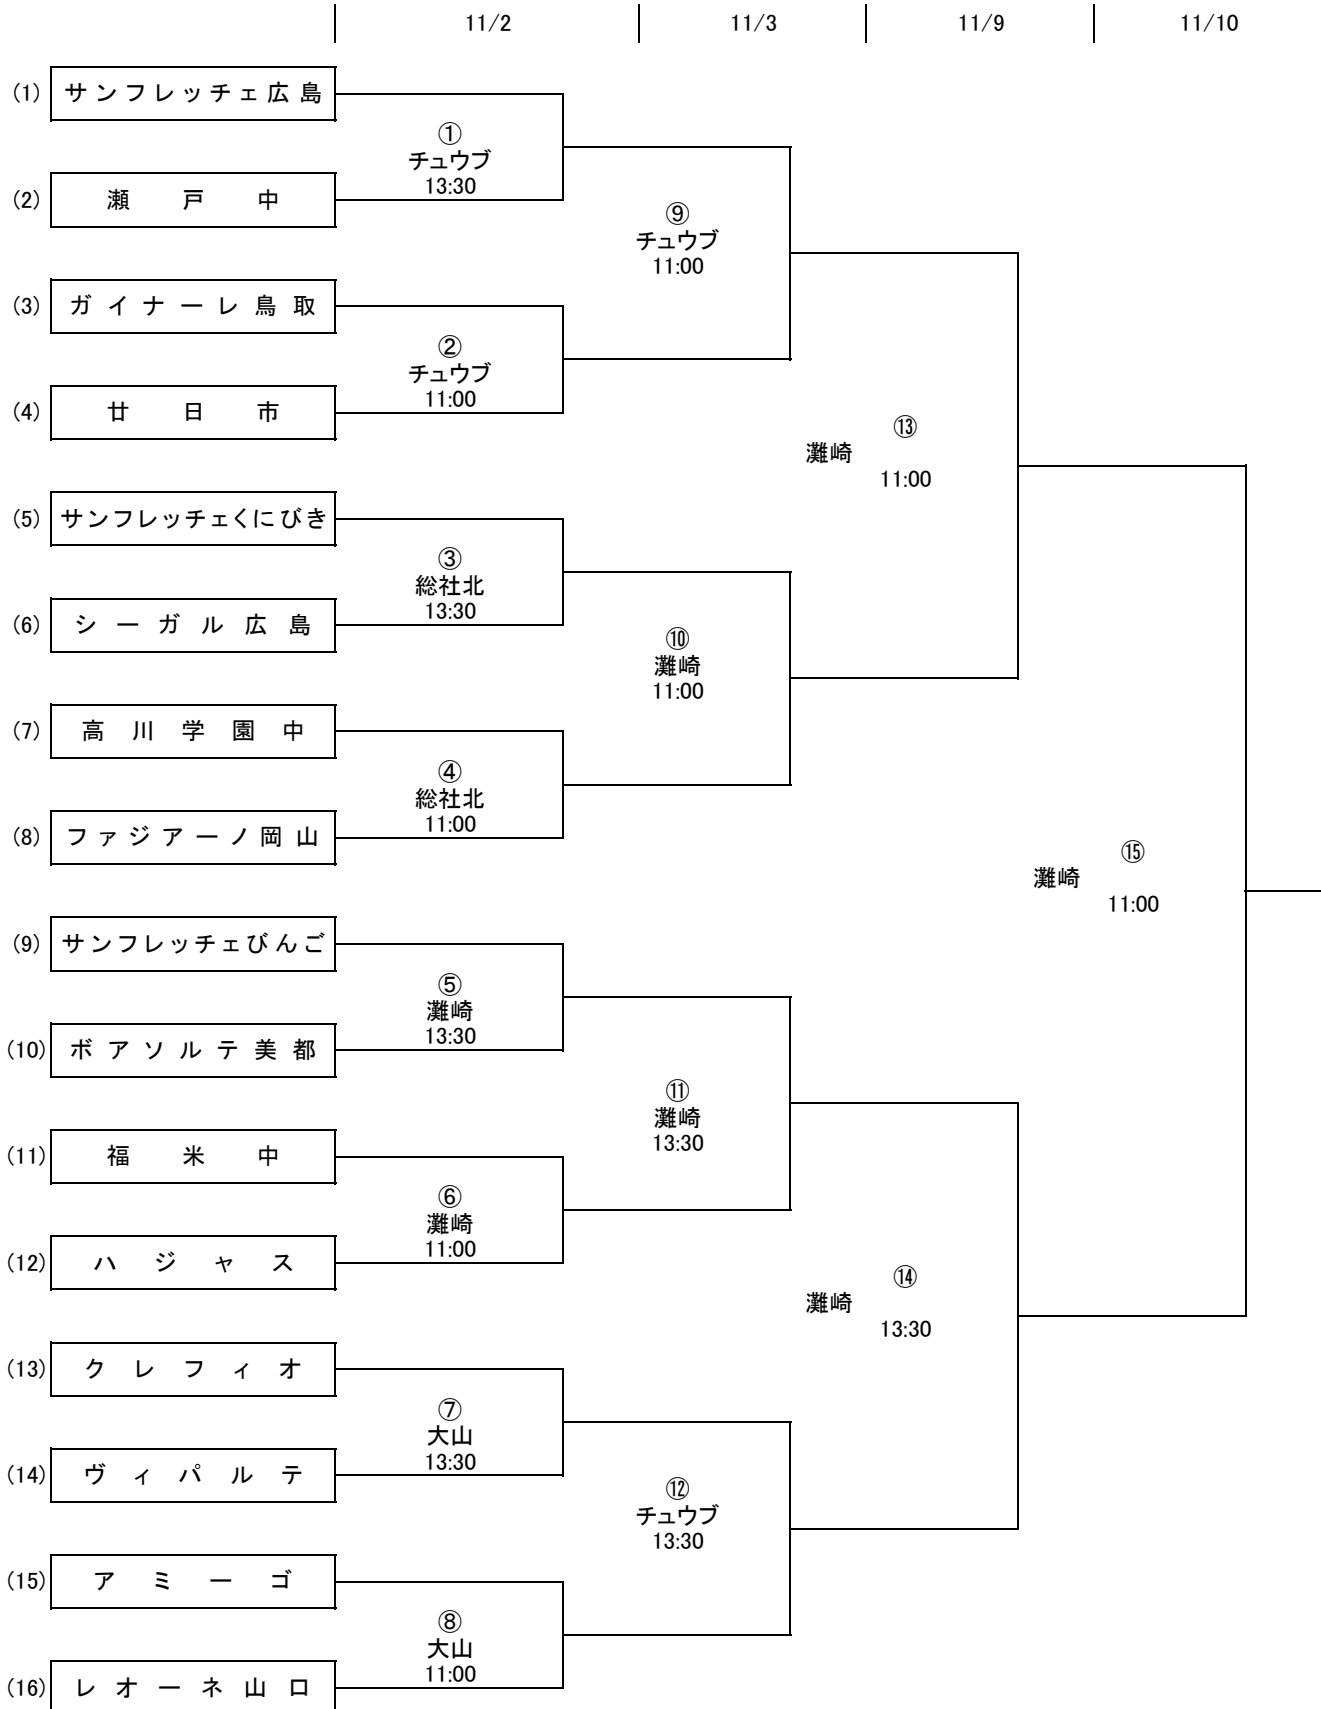 11/2 11/3 11/9 11/10
(1) サンフレッチェ広島
①
チュウブ
13:30
(2) 瀬戸中
⑨
チュウブ
11:00
(3) ガイナーレ鳥取
②
チュウブ
11:00
(4) 廿日市
⑬
灘崎
11:00
(5) サンフレッチェくにびき
③
総社北
13:30
(6) シーガル広島
⑩
灘崎
11:00
(7) 高川学園中
④
総社北
11:00
(8) ファジアーノ岡山
⑮
灘崎
11:00
(9) サンフレッチェびんご
⑤
灘崎
13:30
(10) ボアソルテ美都
⑪
灘崎
13:30
(11) 福米中
⑥
灘崎
11:00
(12) ハジャス
⑭
灘崎
13:30
(13) クレフィオ
⑦
大山
13:30
(14) ヴィパルテ
⑫
チュウブ
13:30
(15) アミーゴ
⑧
大山
11:00
(16) レオーネ山口